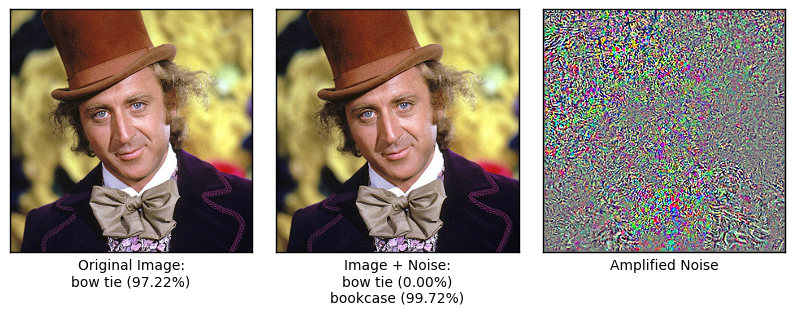 Original Image:
bow tie (97.22%)
Image + Noise:
bow tie (0.00%)
bookcase (99.72%)
Amplified Noise